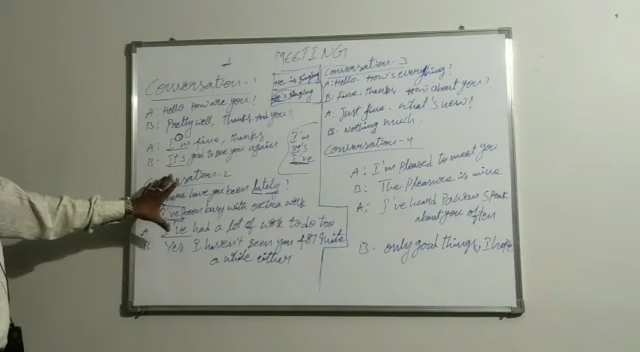 MEETING
Conversation-1
A: Hello. How are you?
B: Pretty well, Thanks. And you?
A: I'm fine, thanks
B: It's good to see you again
He is singing
He's singing
I'm
It's
I've
have you been lately?
I've been busy with extra work
A I've had a lot of work to do too
B Yes I haven't seen you for quite
a while either
Conversation-3
A: Hello. How's everything?
B: Fine, thanks. How about you?
A: Just fine. What's new?
B: Nothing much.
Conversation-4
A: I'm pleased to meet you
B: The pleasure is mine
A: I've heard Pawan speak
about you often
B. only good things, I hope